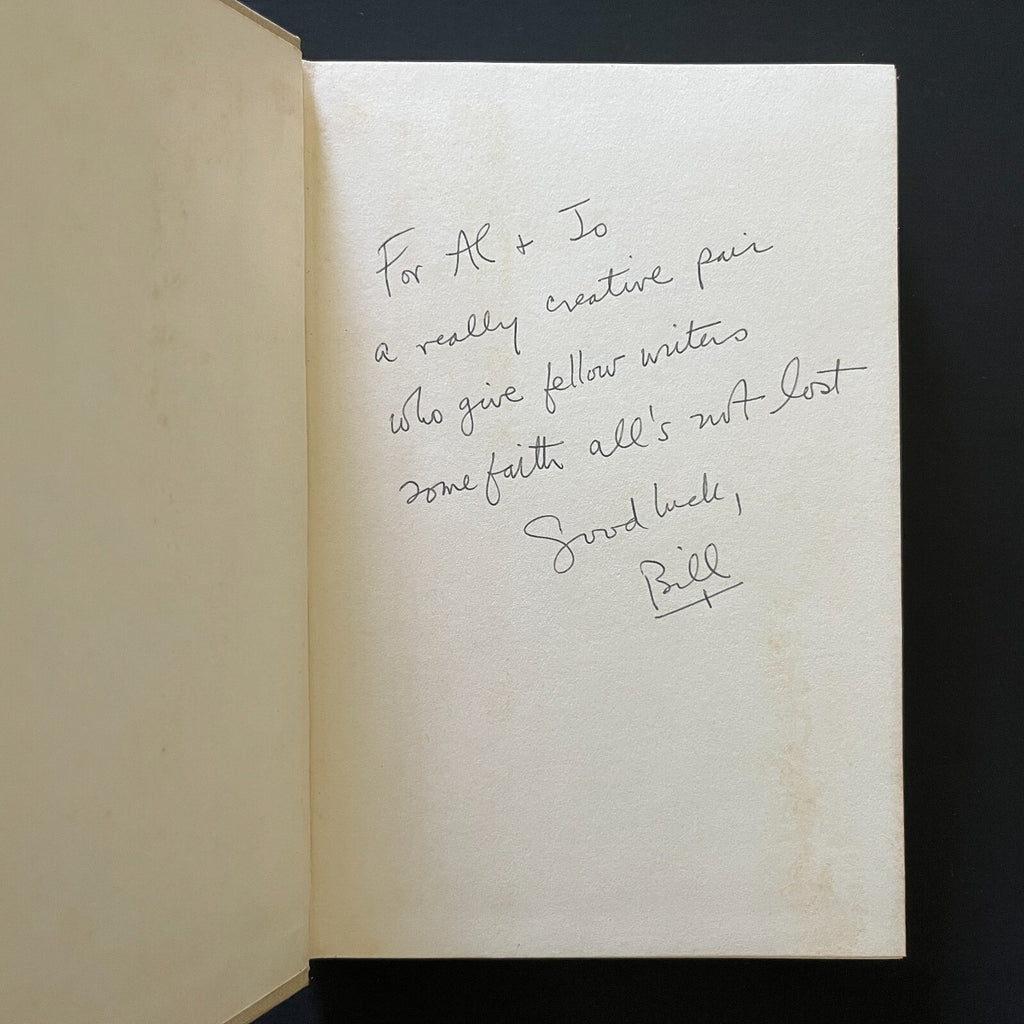 For Al + Jo
a really creative pair
who give fellow writers
some faith all's not lost
Good luck,
Bill